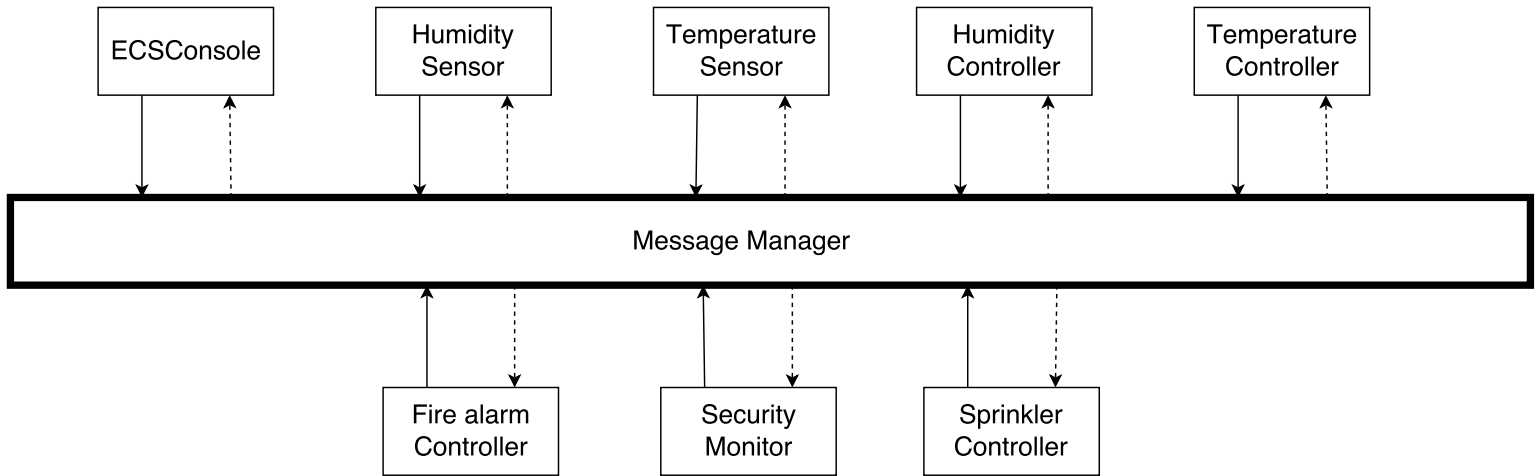 ECSConsole
Humidity
Sensor
Temperature
Sensor
Humidity
Controller
Temperature
Controller
Message Manager
Fire alarm
Controller
Security
Monitor
Sprinkler
Controller